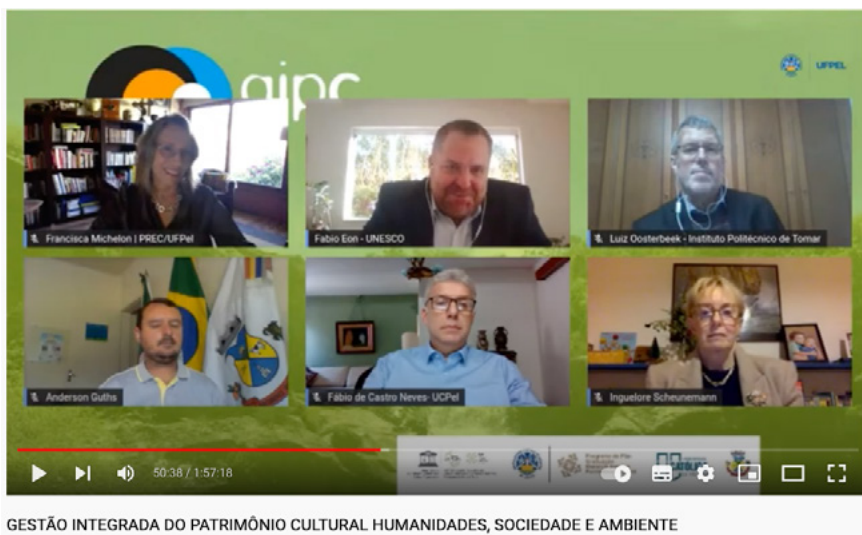 gipc
UFPEL
Francisca Michelon | PREC/UFPel
Fabio Eon - UNESCO
Luiz Oosterbeek - Instituto Politécnico de Tomar
Anderson Guths
Fábio de Castro Neves- UCPel
Inguelore Scheunemann
50:38 / 1:57:18
CATÓLICA
GESTÃO INTEGRADA DO PATRIMÔNIO CULTURAL HUMANIDADES, SOCIEDADE E AMBIENTE